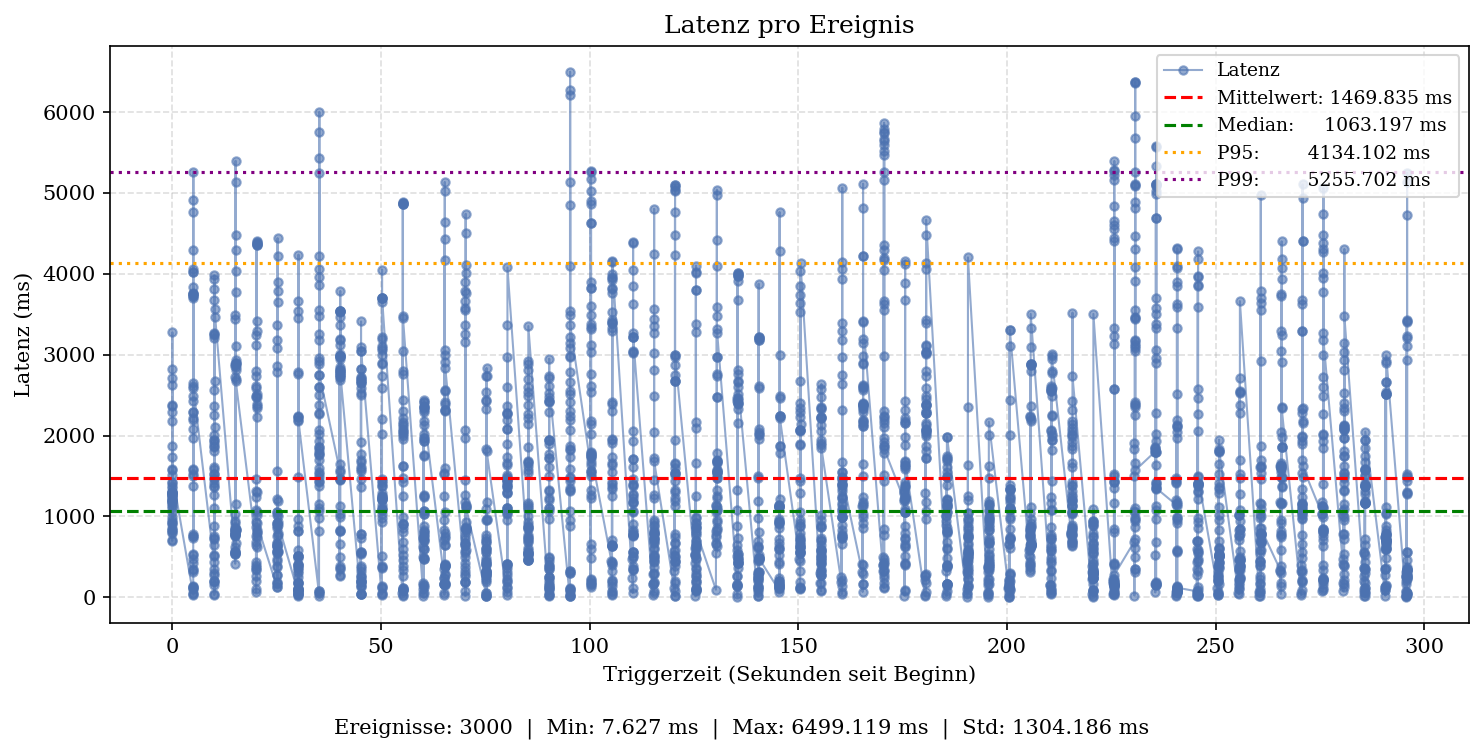 Latenz pro Ereignis
Latenz (ms)
6000
5000
4000
3000
2000
1000
0
Latenz
Mittelwert: 1469.835 ms
Median: 1063.197 ms
P95: 4134.102 ms
P99: 5255.702 ms
0 50 100 150 200 250 300
Triggerzeit (Sekunden seit Beginn)
Ereignisse: 3000 | Min: 7.627 ms | Max: 6499.119 ms | Std: 1304.186 ms